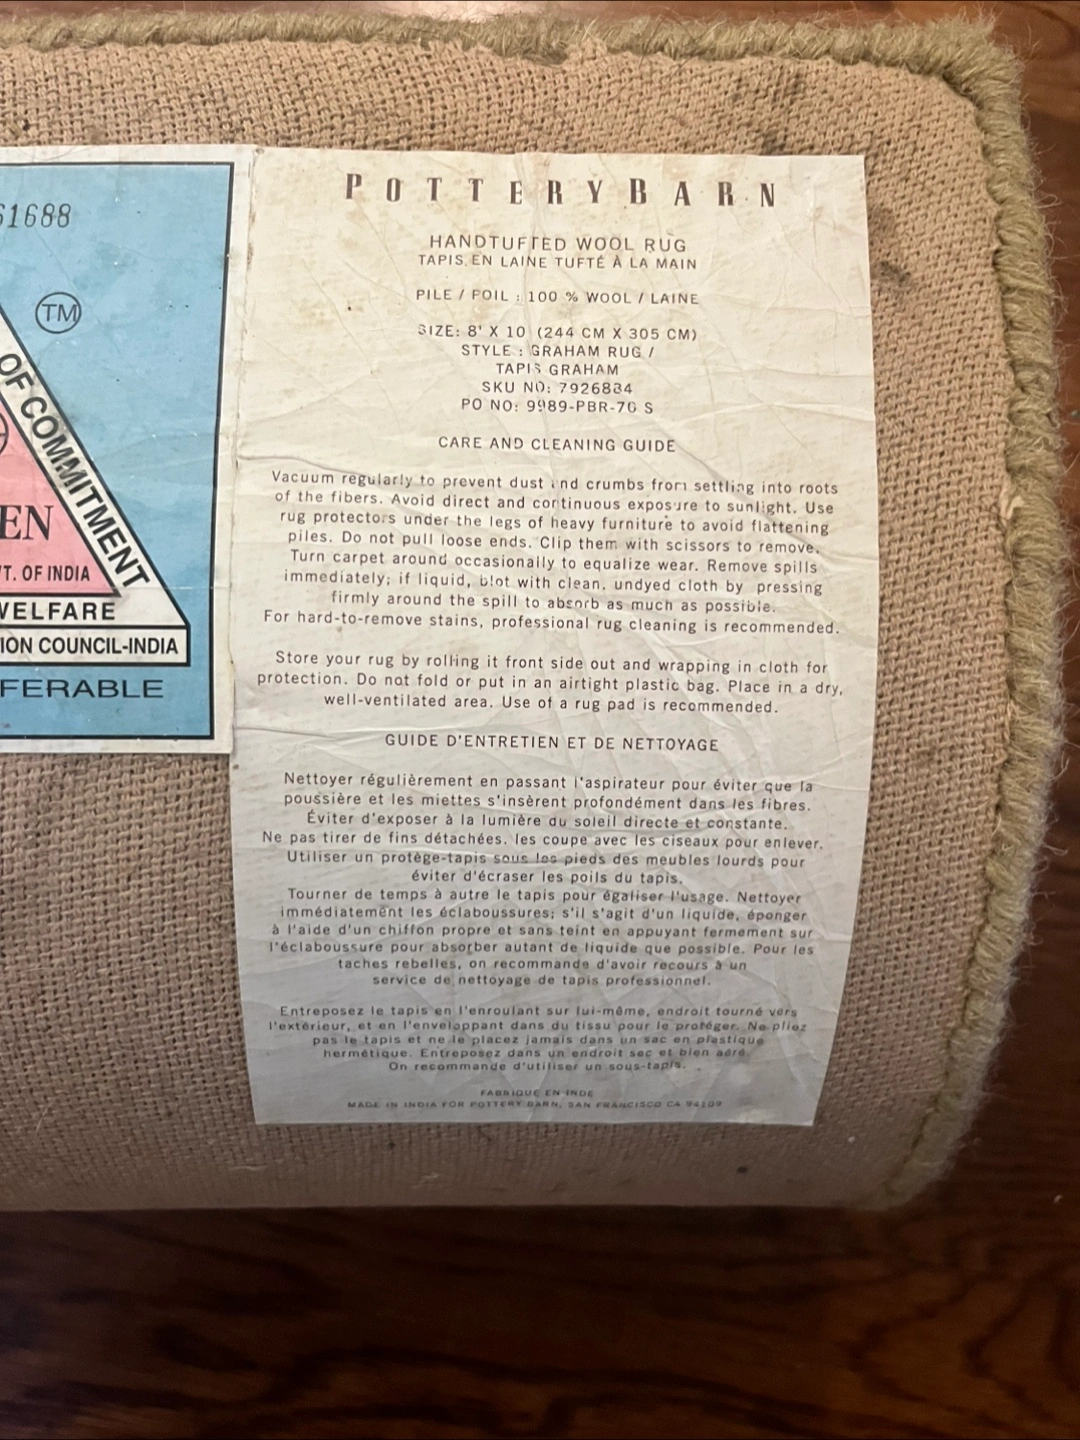 61688
TM
OF COMMITMENT
EN
T. OF INDIA
WELFARE
ION COUNCIL-INDIA
FERABLE
POTTERYBARN
HANDTUFTED WOOL RUG
TAPIS EN LAINE TUFTÉ À LA MAIN
PILE / POIL : 100 % WOOL / LAINE
SIZE: 8' X 10 (244 CM X 305 CM)
STYLE : GRAHAM RUG /
TAPIS GRAHAM
SKU NO: 7926884
PO NO: 9989-PBR-70 S
CARE AND CLEANING GUIDE
Vacuum regularly to prevent dust and crumbs from settling into roots
of the fibers. Avoid direct and continuous exposure to sunlight. Use
rug protectors under the legs of heavy furniture to avoid flattening
piles. Do not pull loose ends. Clip them with scissors to remove.
Turn carpet around occasionally to equalize wear. Remove spills
immediately; if liquid, blot with clean, undyed cloth by pressing
firmly around the spill to absorb as much as possible.
For hard-to-remove stains, professional rug cleaning is recommended.
Store your rug by rolling it front side out and wrapping in cloth for
protection. Do not fold or put in an airtight plastic bag. Place in a dry,
well-ventilated area. Use of a rug pad is recommended.
GUIDE D'ENTRETIEN ET DE NETTOYAGE
Nettoyer régulièrement en passant l'aspirateur pour éviter que la
poussière et les miettes s'insèrent profondément dans les fibres.
Éviter d'exposer à la lumière du soleil directe et constante.
Ne pas tirer de fins détachées. les coupe avec les ciseaux pour enlever.
Utiliser un protège-tapis sous les pieds des meubles lourds pour
éviter d'écraser les poils du tapis.
Tourner de temps à autre le tapis pour égaliser l'usage. Nettoyer
immédiatement les éclaboussures; s'il s'agit d'un liquide, éponger
à l'aide d'un chiffon propre et sans teint en appuyant fermement sur
l'éclaboussure pour absorber autant de liquide que possible. Pour les
taches rebelles, on recommande d'avoir recours à un
service de nettoyage de tapis professionnel.
Entreposez le tapis en l'enroulant sur lui-même, endroit tourné vers
l'extérieur, et en l'enveloppant dans du tissu pour le protéger. Ne pliez
pas le tapis et ne le placez jamais dans un sac en plastique
hermétique. Entreposez dans un endroit sec et bien aéré.
On recommande d'utiliser un sous-tapis.
FABRIQUE EN INDE
MADE IN INDIA FOR POTTERY BARN, SAN FRANCISCO CA 94109